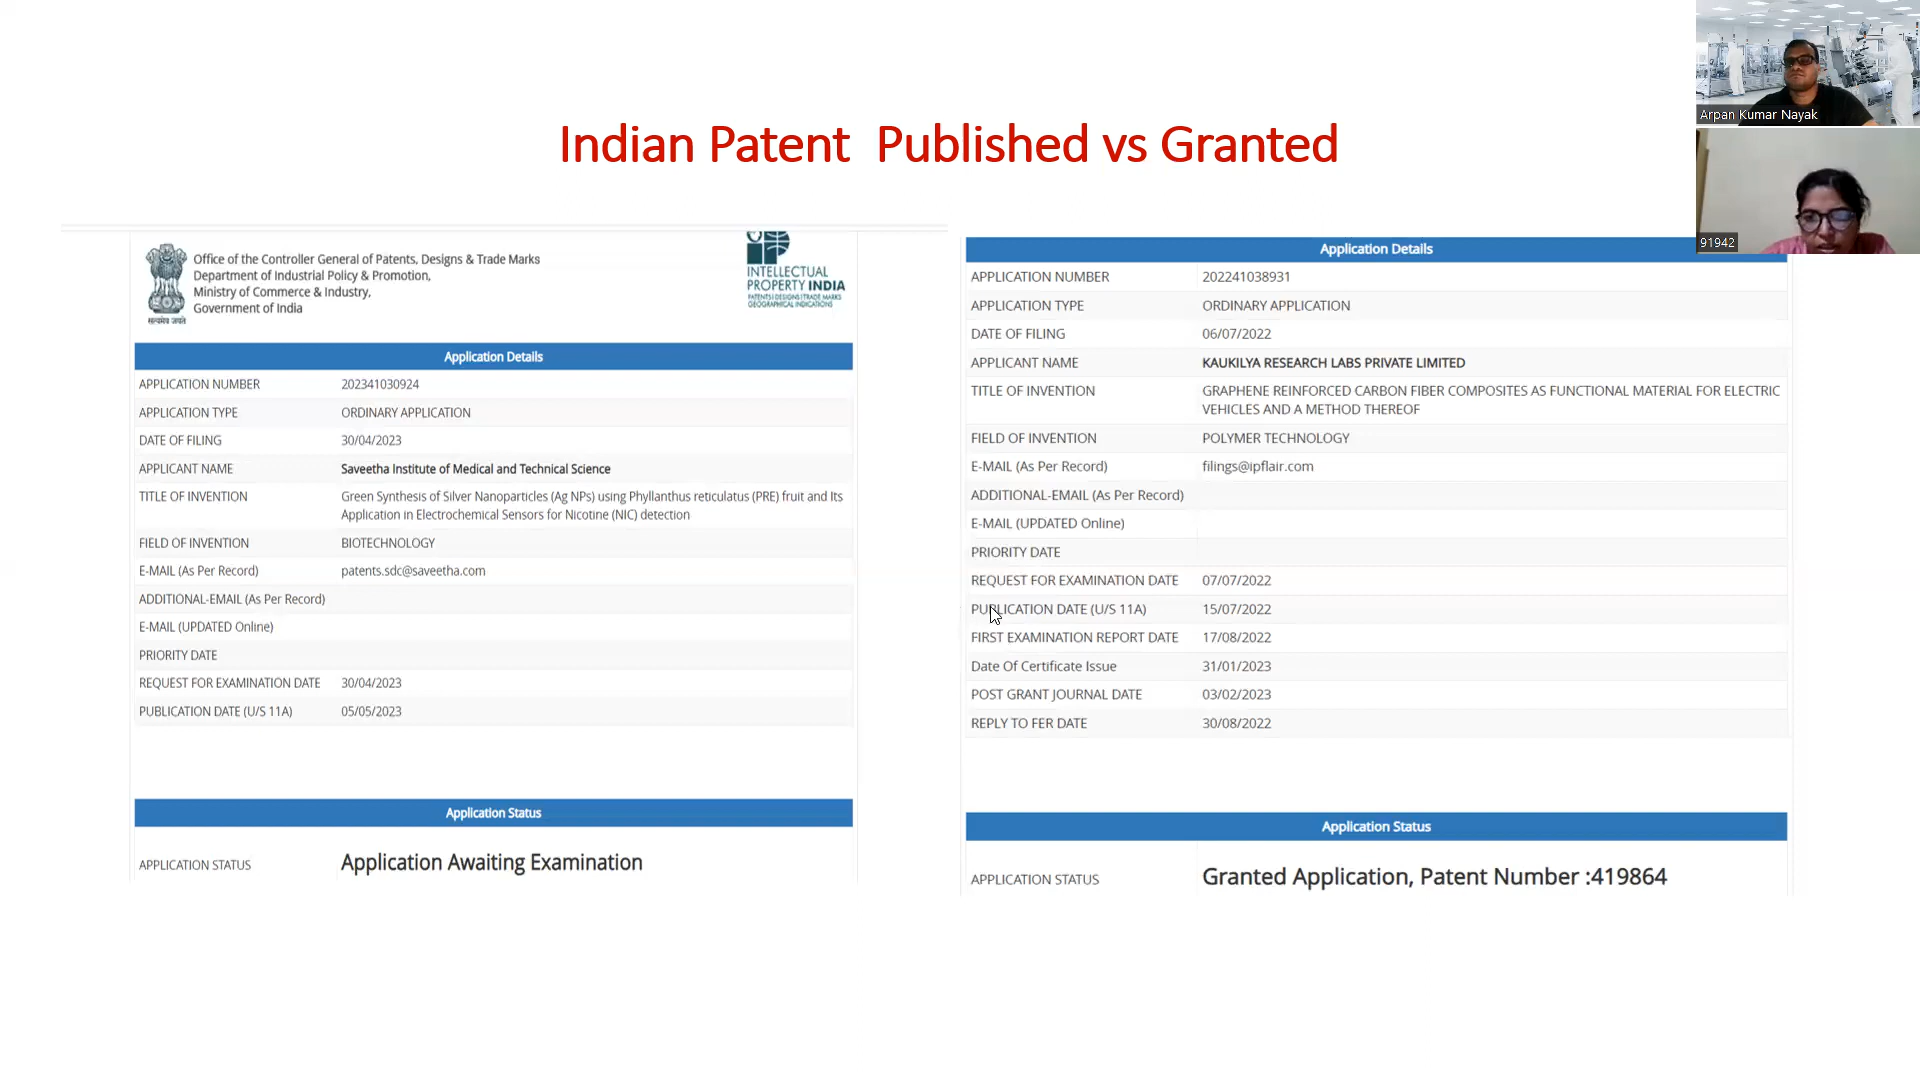 Indian Patent  Published vs Granted
Office of the Controller General of Patents, Designs & Trade Marks
Department of Industrial Policy & Promotion,
Ministry of Commerce & Industry,
Government of India
सत्यमेव जयते
INTELLECTUAL
PROPERTY INDIA
PATENTS | DESIGNS | TRADE MARKS
GEOGRAPHICAL INDICATIONS
Application Details
APPLICATION NUMBER 202341030924
APPLICATION TYPE ORDINARY APPLICATION
DATE OF FILING 30/04/2023
APPLICANT NAME Saveetha Institute of Medical and Technical Science
TITLE OF INVENTION Green Synthesis of Silver Nanoparticles (Ag NPs) using Phyllanthus reticulatus (PRE) fruit and Its
Application in Electrochemical Sensors for Nicotine (NIC) detection
FIELD OF INVENTION BIOTECHNOLOGY
E-MAIL (As Per Record) patents.sdc@saveetha.com
ADDITIONAL-EMAIL (As Per Record)
E-MAIL (UPDATED Online)
PRIORITY DATE
REQUEST FOR EXAMINATION DATE 30/04/2023
PUBLICATION DATE (U/S 11A) 05/05/2023
Application Status
APPLICATION STATUS Application Awaiting Examination
Application Details
APPLICATION NUMBER 202241038931
APPLICATION TYPE ORDINARY APPLICATION
DATE OF FILING 06/07/2022
APPLICANT NAME KAUKILYA RESEARCH LABS PRIVATE LIMITED
TITLE OF INVENTION GRAPHENE REINFORCED CARBON FIBER COMPOSITES AS FUNCTIONAL MATERIAL FOR ELECTRIC
VEHICLES AND A METHOD THEREOF
FIELD OF INVENTION POLYMER TECHNOLOGY
E-MAIL (As Per Record) filings@ipflair.com
ADDITIONAL-EMAIL (As Per Record)
E-MAIL (UPDATED Online)
PRIORITY DATE
REQUEST FOR EXAMINATION DATE 07/07/2022
PUBLICATION DATE (U/S 11A) 15/07/2022
FIRST EXAMINATION REPORT DATE 17/08/2022
Date Of Certificate Issue 31/01/2023
POST GRANT JOURNAL DATE 03/02/2023
REPLY TO FER DATE 30/08/2022
Application Status
APPLICATION STATUS Granted Application, Patent Number :419864
Arpan Kumar Nayak
91942